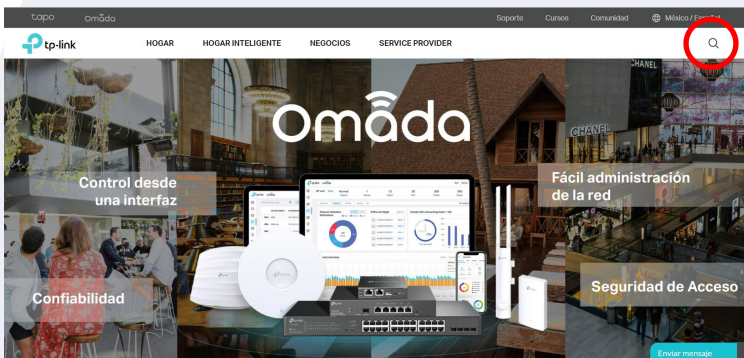 tapo
omada
Soporte
Cursos
Comunidad
México / Español
tp-link
HOGAR
HOGAR INTELIGENTE
NEGOCIOS
SERVICE PROVIDER
CHANEL
CHANEL
omada
Control desde
una interfaz
Fácil administración
de la red
Confiabilidad
Seguridad de Acceso
Enviar mensaje